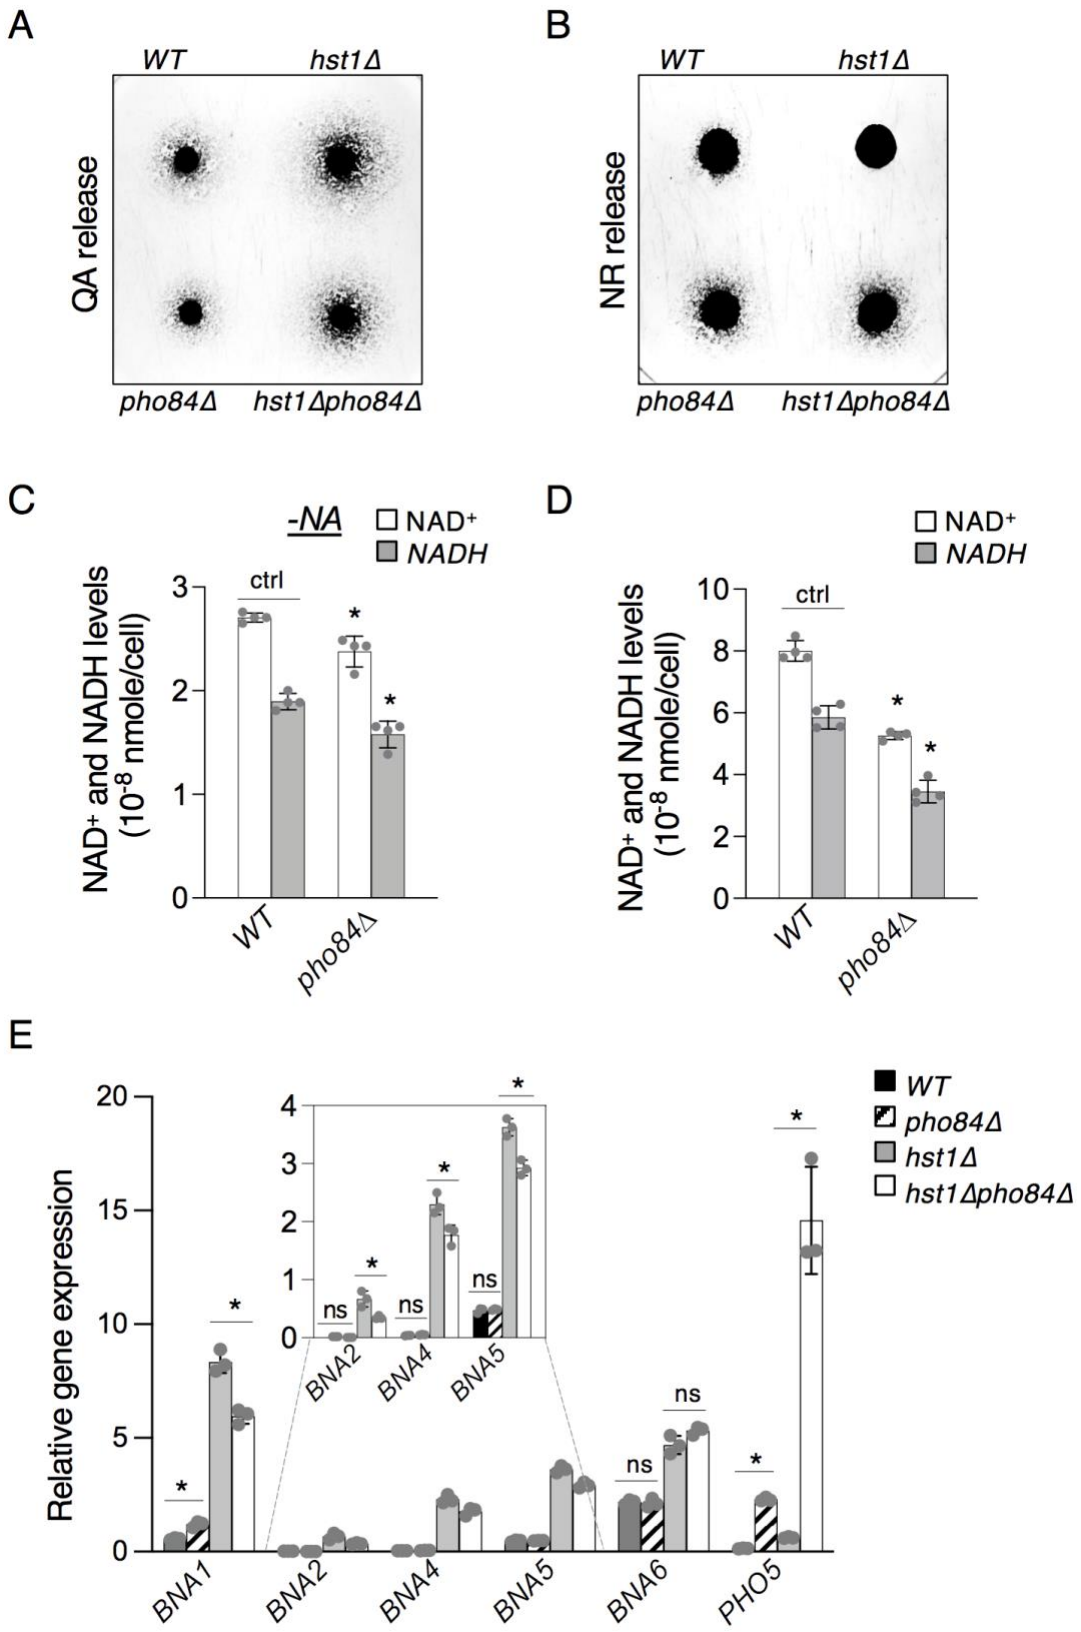 A
WT hst1Δ
QA release
pho84Δ hst1Δpho84Δ
B
WT hst1Δ
NR release
pho84Δ hst1Δpho84Δ
C
-NA
NAD⁺
NADH
NAD⁺ and NADH levels
(10⁻⁸ nmole/cell)
3
2
1
0
ctrl
*
*
WT
pho84Δ
D
NAD⁺
NADH
NAD⁺ and NADH levels
(10⁻⁸ nmole/cell)
10
8
6
4
2
0
ctrl
*
*
WT
pho84Δ
E
Relative gene expression
20
15
10
5
0
4
3
2
1
0
ns
*
ns
*
ns
*
BNA2
BNA4
BNA5
*
*
ns
ns
*
*
BNA1
BNA2
BNA4
BNA5
BNA6
PHO5
WT
pho84Δ
hst1Δ
hst1Δpho84Δ